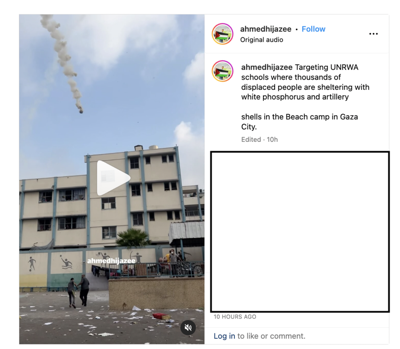 ahmedhijazee • Follow
Original audio
ahmedhijazee Targeting UNRWA
schools where thousands of
displaced people are sheltering with
white phosphorus and artillery
shells in the Beach camp in Gaza
City.
Edited · 10h
ahmedhijazee
10 HOURS AGO
Log in to like or comment.